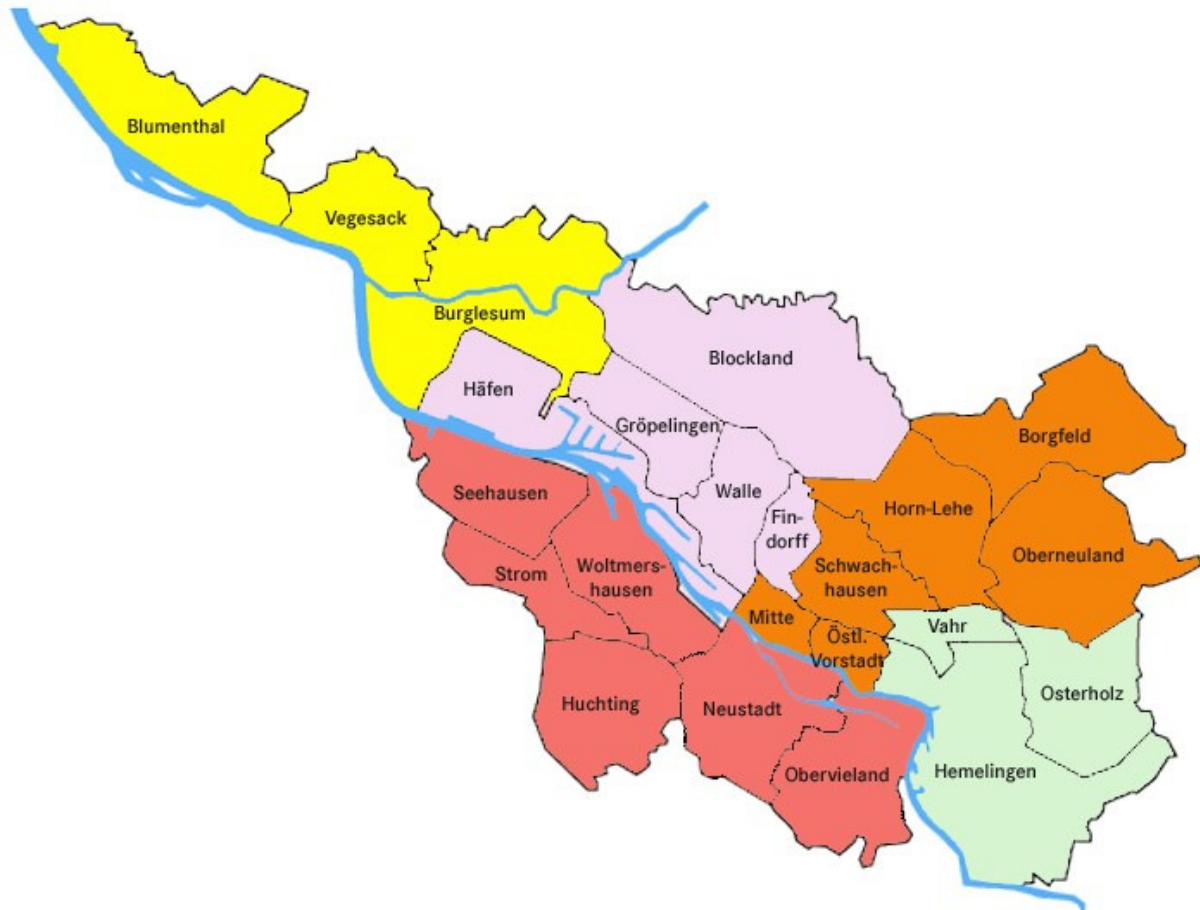 Blumenthal
Vegesack
Burglesum
Blockland
Häfen
Gröpelingen
Borgfeld
Seehausen
Walle
Horn-Lehe
Fin-
dorff
Oberneuland
Strom
Woltmers-
hausen
Schwach-
hausen
Mitte
Östl.
Vorstadt
Vahr
Osterholz
Huchting
Neustadt
Obervieland
Hemelingen